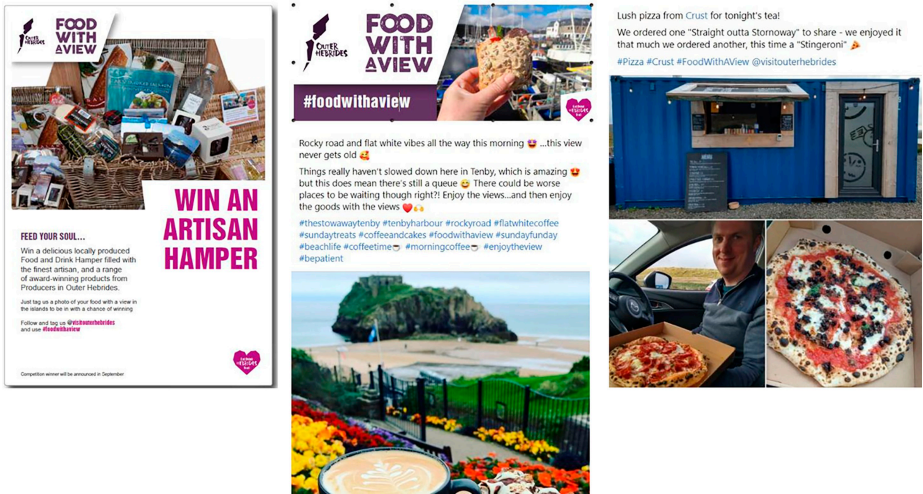 OUTER
HEBRIDES
FOOD
WITH
A VIEW
WIN AN
ARTISAN
HAMPER
FEED YOUR SOUL...
Win a delicious locally produced
Food and Drink Hamper filled with
the finest artisan, and a range
of award-winning products from
Producers in Outer Hebrides.
Just tag us a photo of your food with a view in
the islands to be in with a chance of winning
Follow and tag us @visitouterhebrides
and use #foodwithaview
Competition winner will be announced in September
OUTER
HEBRIDES
FOOD
WITH
A VIEW
#foodwithaview
Rocky road and flat white vibes all the way this morning 😍 ...this view
never gets old 🥰
Things really haven't slowed down here in Tenby, which is amazing 🤩
but this does mean there's still a queue 😅 There could be worse
places to be waiting though right?! Enjoy the views...and then enjoy
the goods with the views ❤️🙌
#thestowawaytenby #tenbyharbour #rockyroad #flatwhitecoffee
#sundaytreats #coffeeandcakes #foodwithaview #sundayfunday
#beachlife #coffeetime☕ #morningcoffee☕ #enjoytheview
#bepatient
Lush pizza from Crust for tonight's tea!
We ordered one "Straight outta Stornoway" to share - we enjoyed it
that much we ordered another, this time a "Stingeroni" 🍕
#Pizza #Crust #FoodWithAView @visitouterhebrides
MENU